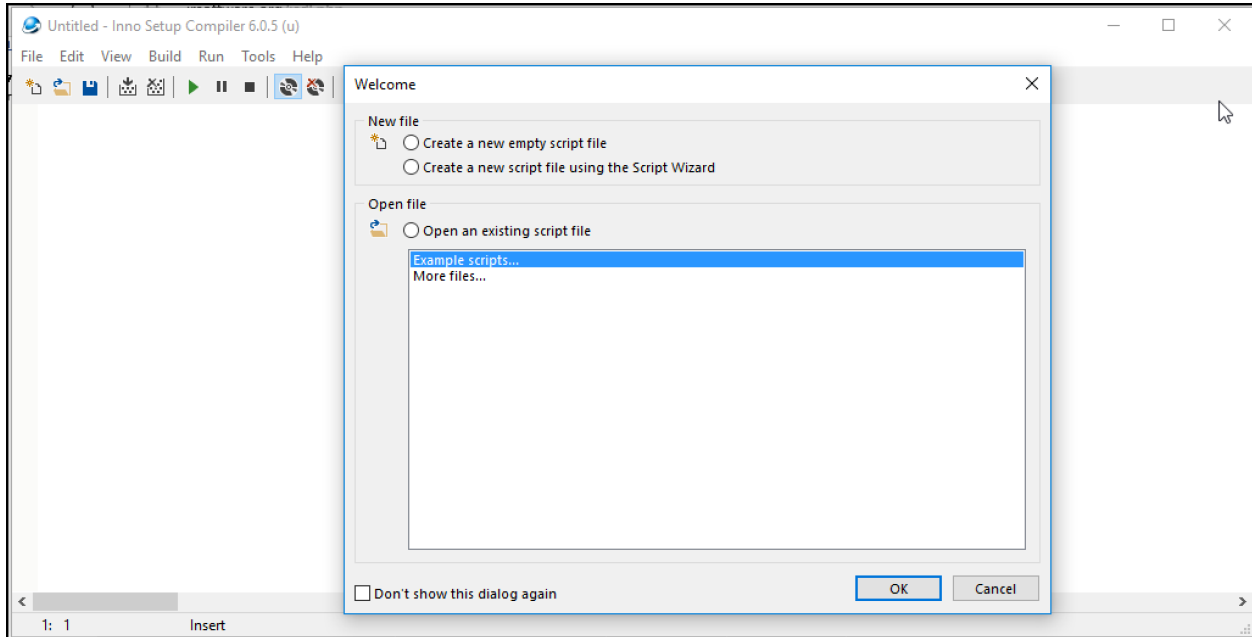 Untitled - Inno Setup Compiler 6.0.5 (u)
File Edit View Build Run Tools Help
Welcome
New file
Create a new empty script file
Create a new script file using the Script Wizard
Open file
Open an existing script file
Example scripts...
More files...
Don't show this dialog again
OK Cancel
1: 1 Insert